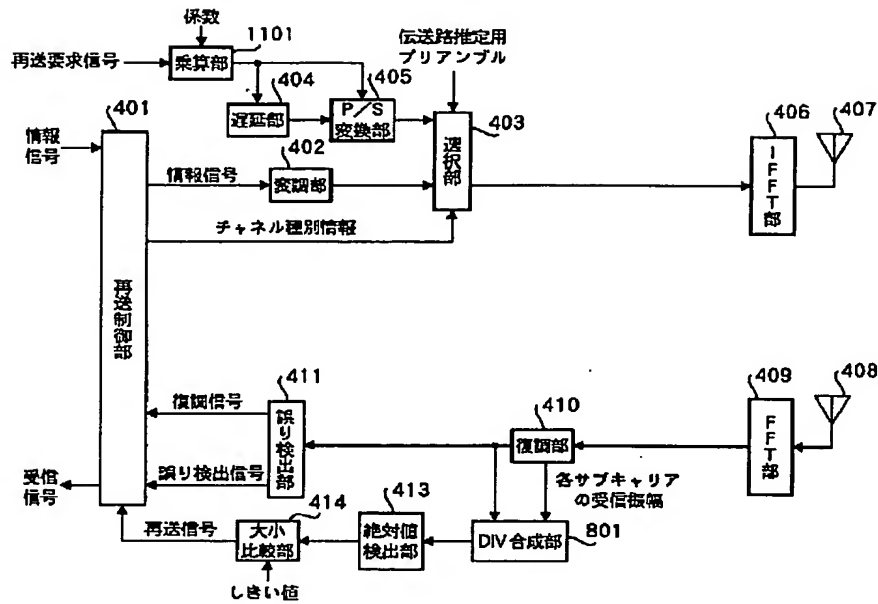 係数
1101
再送要求信号
乗算部
伝送路推定用
プリアンブル
404
405
遅延部
P/S
変換部
403
選択部
401
情報
信号
402
情報信号
変調部
チャネル種別情報
406
407
IFFT部
再送制御部
411
復調信号
誤り検出部
410
復調部
409
408
FFT部
受信
信号
誤り検出信号
各サブキャリア
の受信振幅
413
414
再送信号
大小
比較部
絶対値
検出部
DIV合成部
801
しきい値